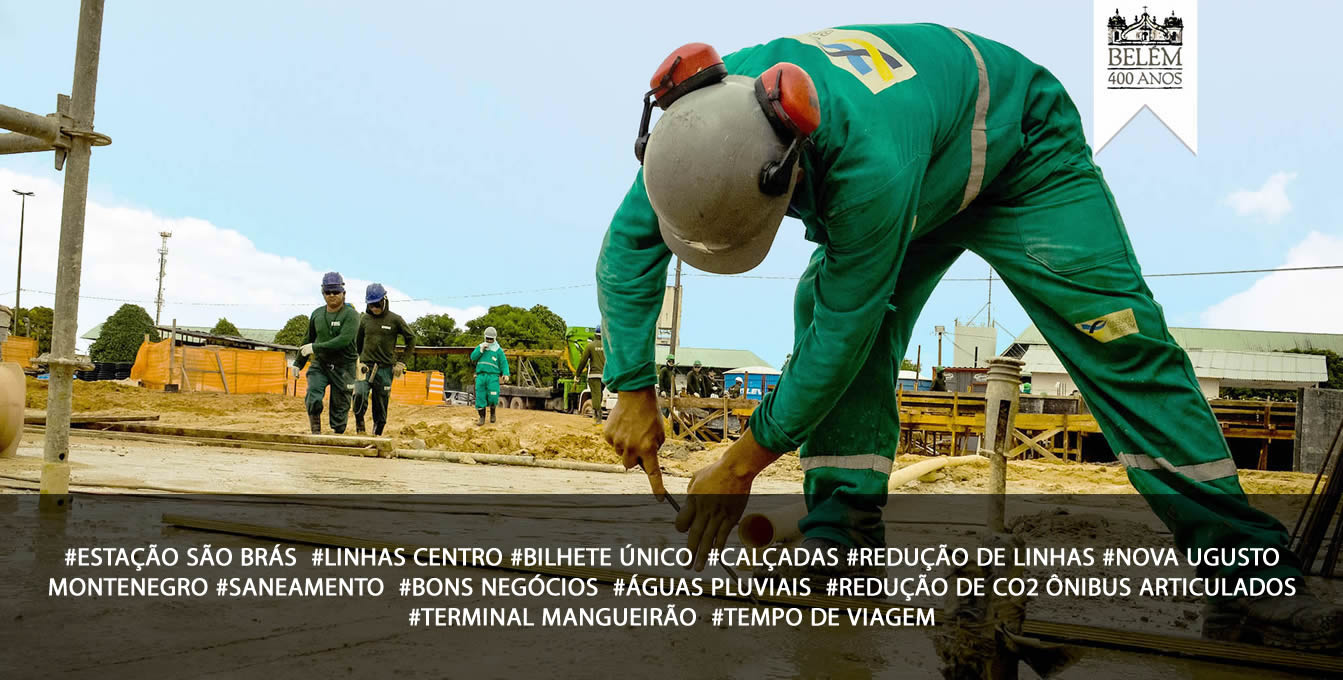 BELÉM
400 ANOS
#ESTAÇÃO SÃO BRÁS #LINHAS CENTRO #BILHETE ÚNICO #CALÇADAS #REDUÇÃO DE LINHAS #NOVA UGUSTO
MONTENEGRO #SANEAMENTO #BONS NEGÓCIOS #ÁGUAS PLUVIAIS #REDUÇÃO DE CO2 ÔNIBUS ARTICULADOS
#TERMINAL MANGUEIRÃO #TEMPO DE VIAGEM